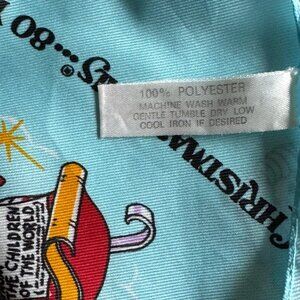 ...80
CHRISTMAS
100% POLYESTER
MACHINE WASH WARM
GENTLE TUMBLE DRY LOW
COOL IRON IF DESIRED
THE CHILDREN
OF THE WORLD